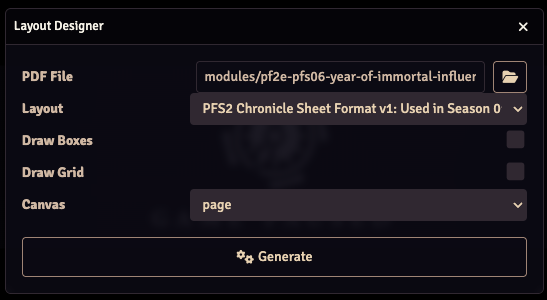 Layout Designer
PDF File modules/pf2e-pfs06-year-of-immortal-influer
Layout PFS2 Chronicle Sheet Format v1: Used in Season 0
Draw Boxes
Draw Grid
Canvas page
Generate